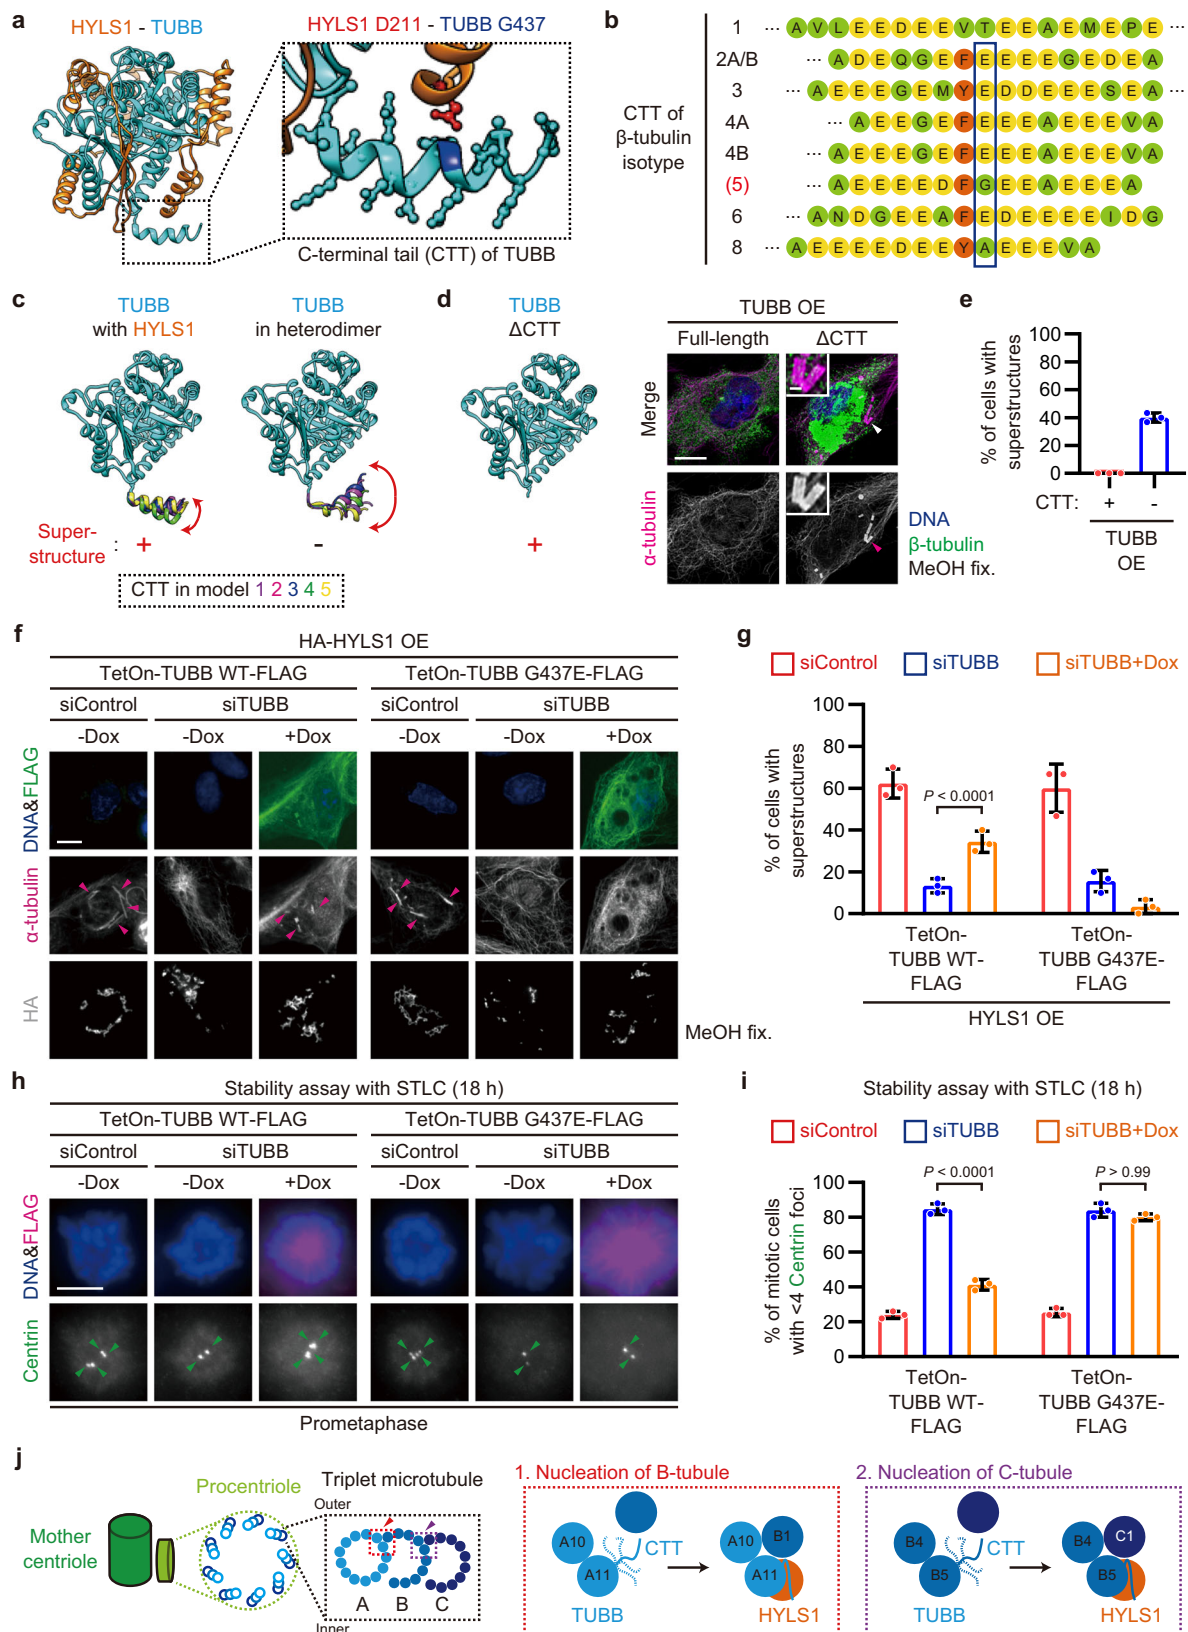 a
HYLS1 - TUBB
HYLS1 D211 - TUBB G437
C-terminal tail (CTT) of TUBB
b
CTT of
β-tubulin
isotype
1 ··· A V L E E D E E V T E E A E M E P E ···
2A/B ··· A D E Q G E F E E E E G E D E A
3 ··· A E E E G E M Y E D D E E E S E A ···
4A ··· A E E G E F E E E A E E E V A
4B ··· A E E E G E F E E E A E E E V A
(5) ··· A E E E E D F G E E A E E E A
6 ··· A N D G E E A F E D E E E E I D G
8 ··· A E E E E D E E Y A E E E V A
c
TUBB
with HYLS1
TUBB
in heterodimer
Super-
structure : + -
CTT in model 1 2 3 4 5
d
TUBB
ΔCTT
+
TUBB OE
Full-length ΔCTT
Merge
α-tubulin
DNA
β-tubulin
MeOH fix.
e
% of cells with
superstructures
100
80
60
40
20
0
CTT: + -
TUBB
OE
f
HA-HYLS1 OE
TetOn-TUBB WT-FLAG TetOn-TUBB G437E-FLAG
siControl siTUBB siControl siTUBB
-Dox -Dox +Dox -Dox -Dox +Dox
DNA&FLAG
α-tubulin
HA
MeOH fix.
g
siControl siTUBB siTUBB+Dox
% of cells with
superstructures
100
80
60
40
20
0
P < 0.0001
TetOn-
TUBB WT-
FLAG
TetOn-
TUBB G437E-
FLAG
HYLS1 OE
h
Stability assay with STLC (18 h)
TetOn-TUBB WT-FLAG TetOn-TUBB G437E-FLAG
siControl siTUBB siControl siTUBB
-Dox -Dox +Dox -Dox -Dox +Dox
DNA&FLAG
Centrin
Prometaphase
i
Stability assay with STLC (18 h)
siControl siTUBB siTUBB+Dox
% of mitotic cells
with <4 Centrin foci
100
80
60
40
20
0
P < 0.0001
P > 0.99
TetOn-
TUBB WT-
FLAG
TetOn-
TUBB G437E-
FLAG
j
Mother
centriole
Procentriole
Triplet microtubule
Outer
A B C
Inner
1. Nucleation of B-tubule
A10
A11
CTT
TUBB
A10 B1
A11
HYLS1
2. Nucleation of C-tubule
B4
B5
CTT
TUBB
B4 C1
B5
HYLS1